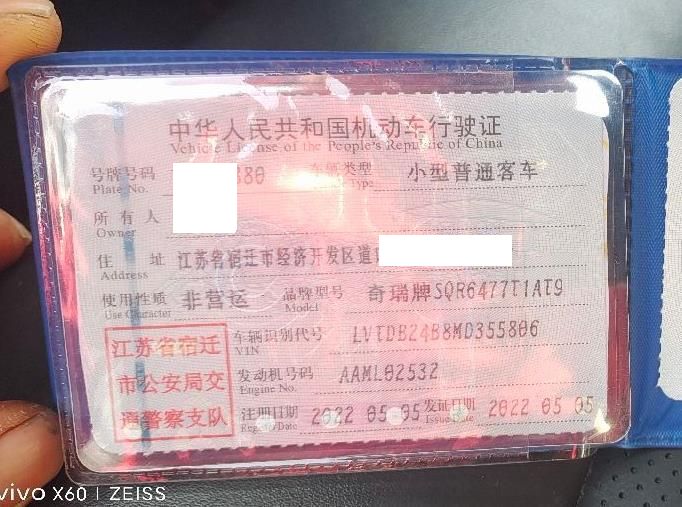 中华人民共和国机动车行驶证
Vehicle License of the People's Republic of China
号牌号码 880 车辆类型 小型普通客车
Plate No. Type
所有人
Owner
住 址 江苏省宿迁市经济开发区道
Address
使用性质 非营运 品牌型号 奇瑞牌SQR6477T1AT9
Use Character Model
江苏省宿迁
市公安局交
通警察支队
车辆识别代号 LVTDB24B8MD355806
VIN
发动机号码 AAML02532
Engine No.
注册日期 2022 05 05 发证日期 2022 05 05
Register Date Issue Date
vivo X60 | ZEISS